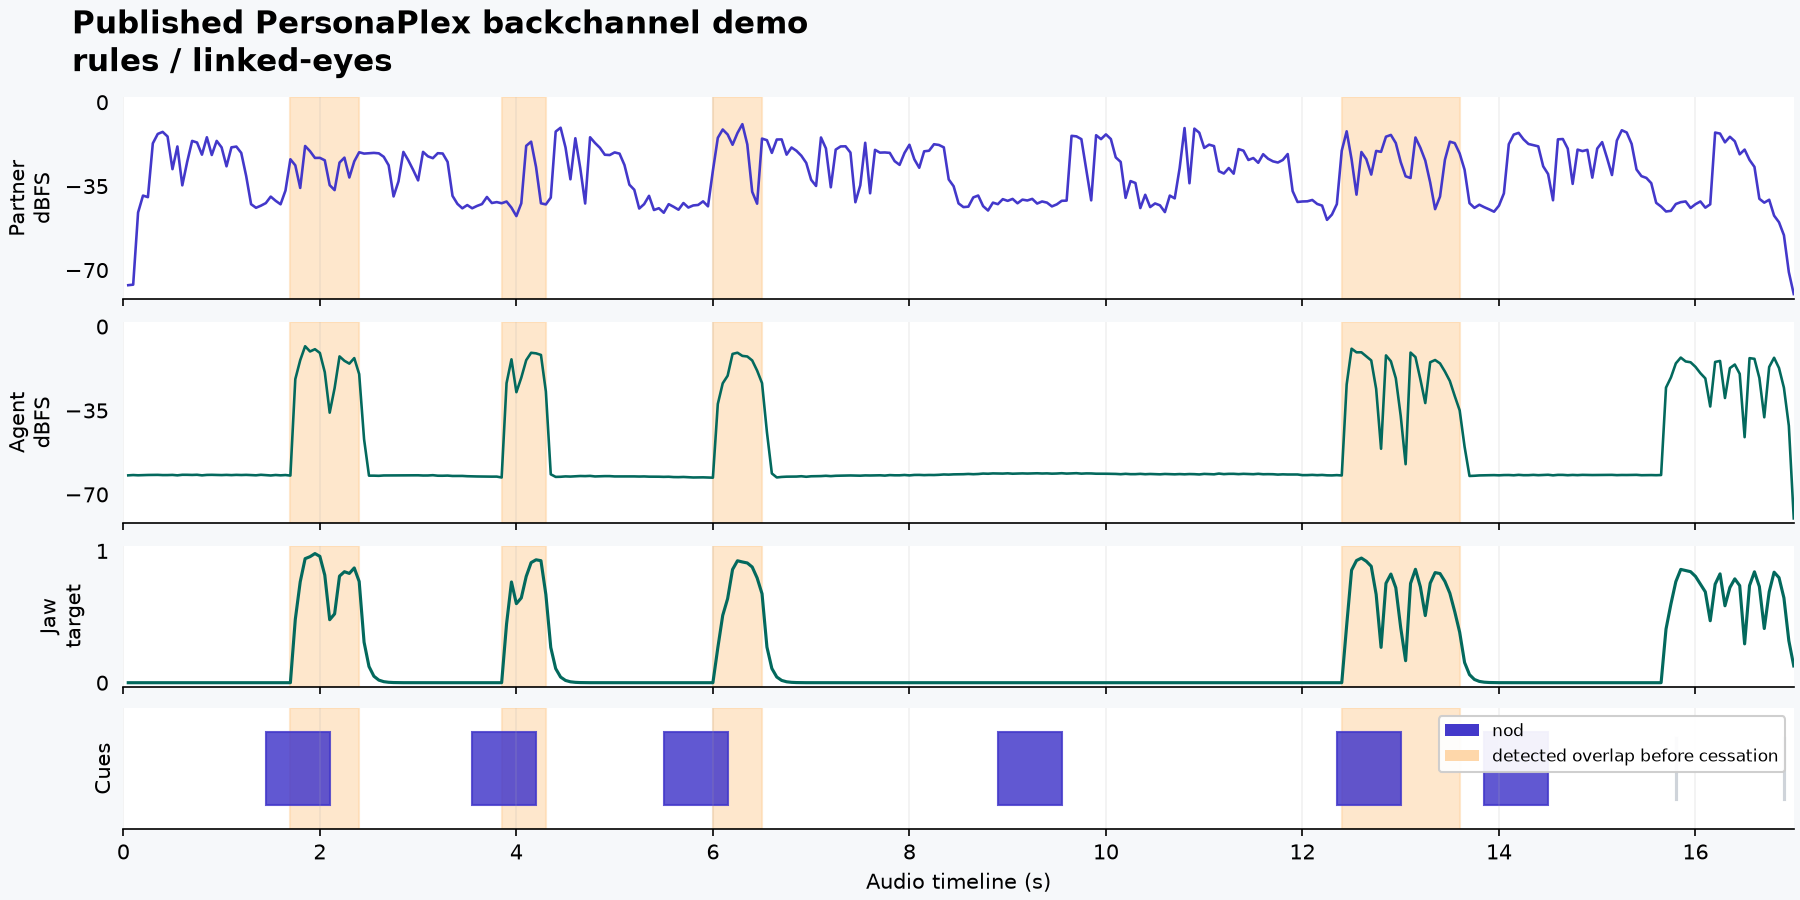 Published PersonaPlex backchannel demo
rules / linked-eyes
Partner
dBFS
0
−35
−70
Agent
dBFS
0
−35
−70
Jaw
target
1
0
Cues
nod
detected overlap before cessation
0 2 4 6 8 10 12 14 16
Audio timeline (s)